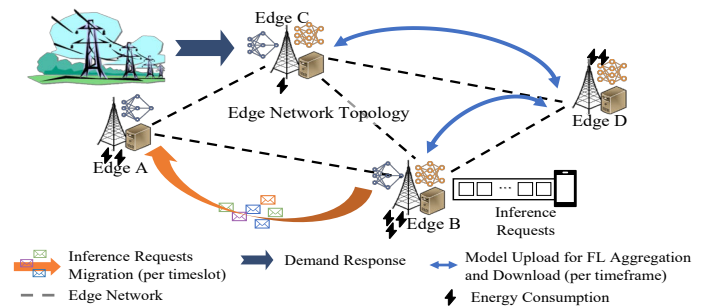 Edge C
Edge Network Topology
Edge D
Edge A
Edge B
...
Inference
Requests
Inference Requests
Migration (per timeslot)
Demand Response
Model Upload for FL Aggregation
and Download (per timeframe)
Edge Network
Energy Consumption